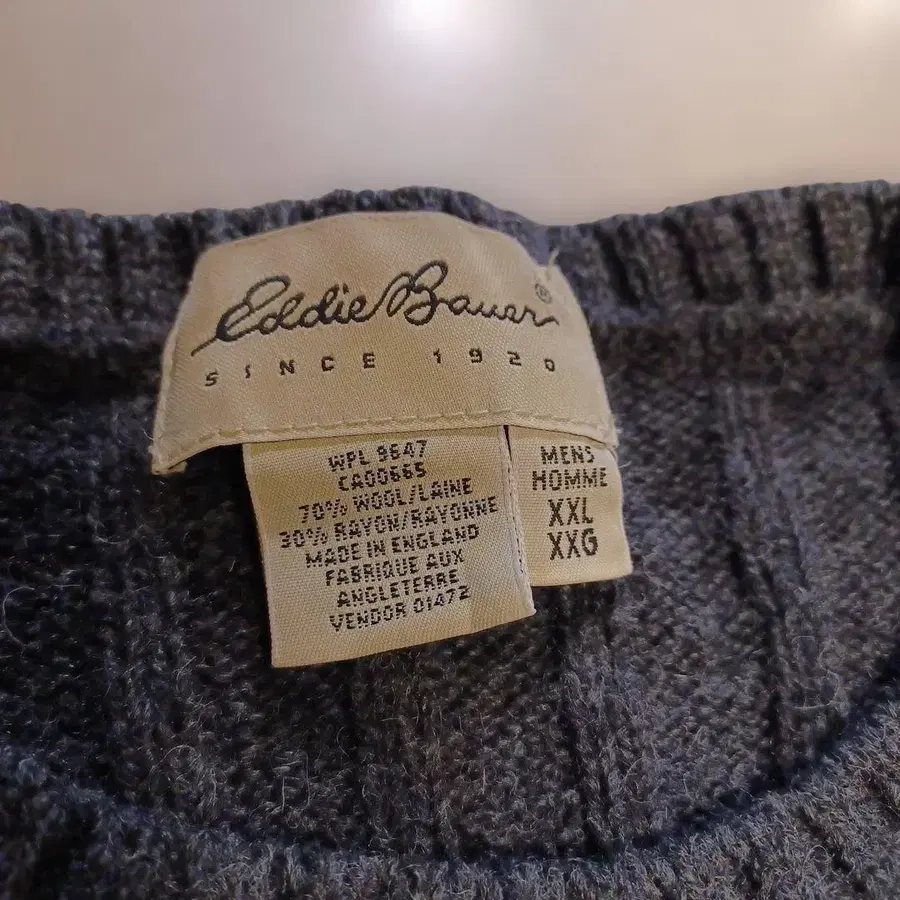 Eddie Bauer®
SINCE 1920
WPL 9647
CA00665
70% WOOL/LAINE
30% RAYON/RAYONNE
MADE IN ENGLAND
FABRIQUE AUX
ANGLETERRE
VENDOR 01472
MENS
HOMME
XXL
XXG